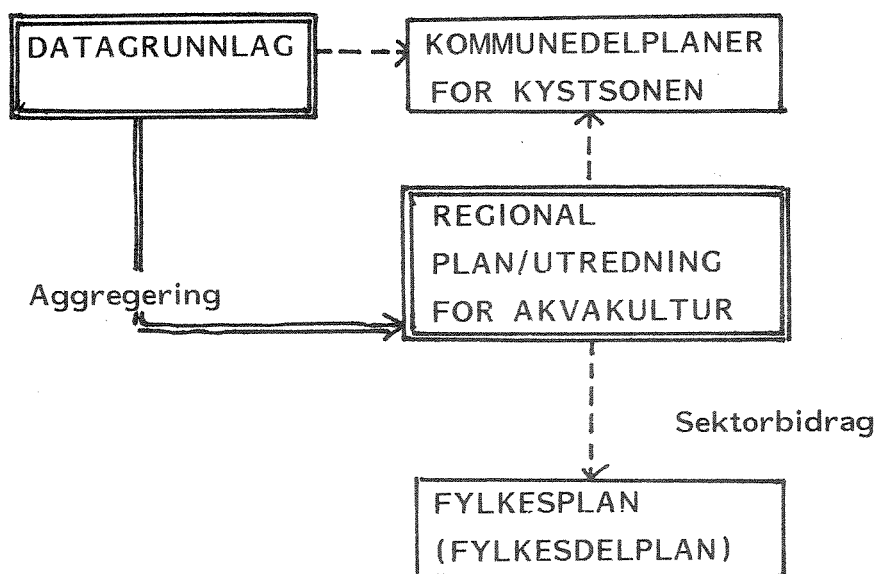 DATAGRUNNLAG
KOMMUNEDELPLANER
FOR KYSTSONEN
REGIONAL
PLAN/UTREDNING
FOR AKVAKULTUR
Aggregering
Sektorbidrag
FYLKESPLAN
(FYLKESDELPLAN)